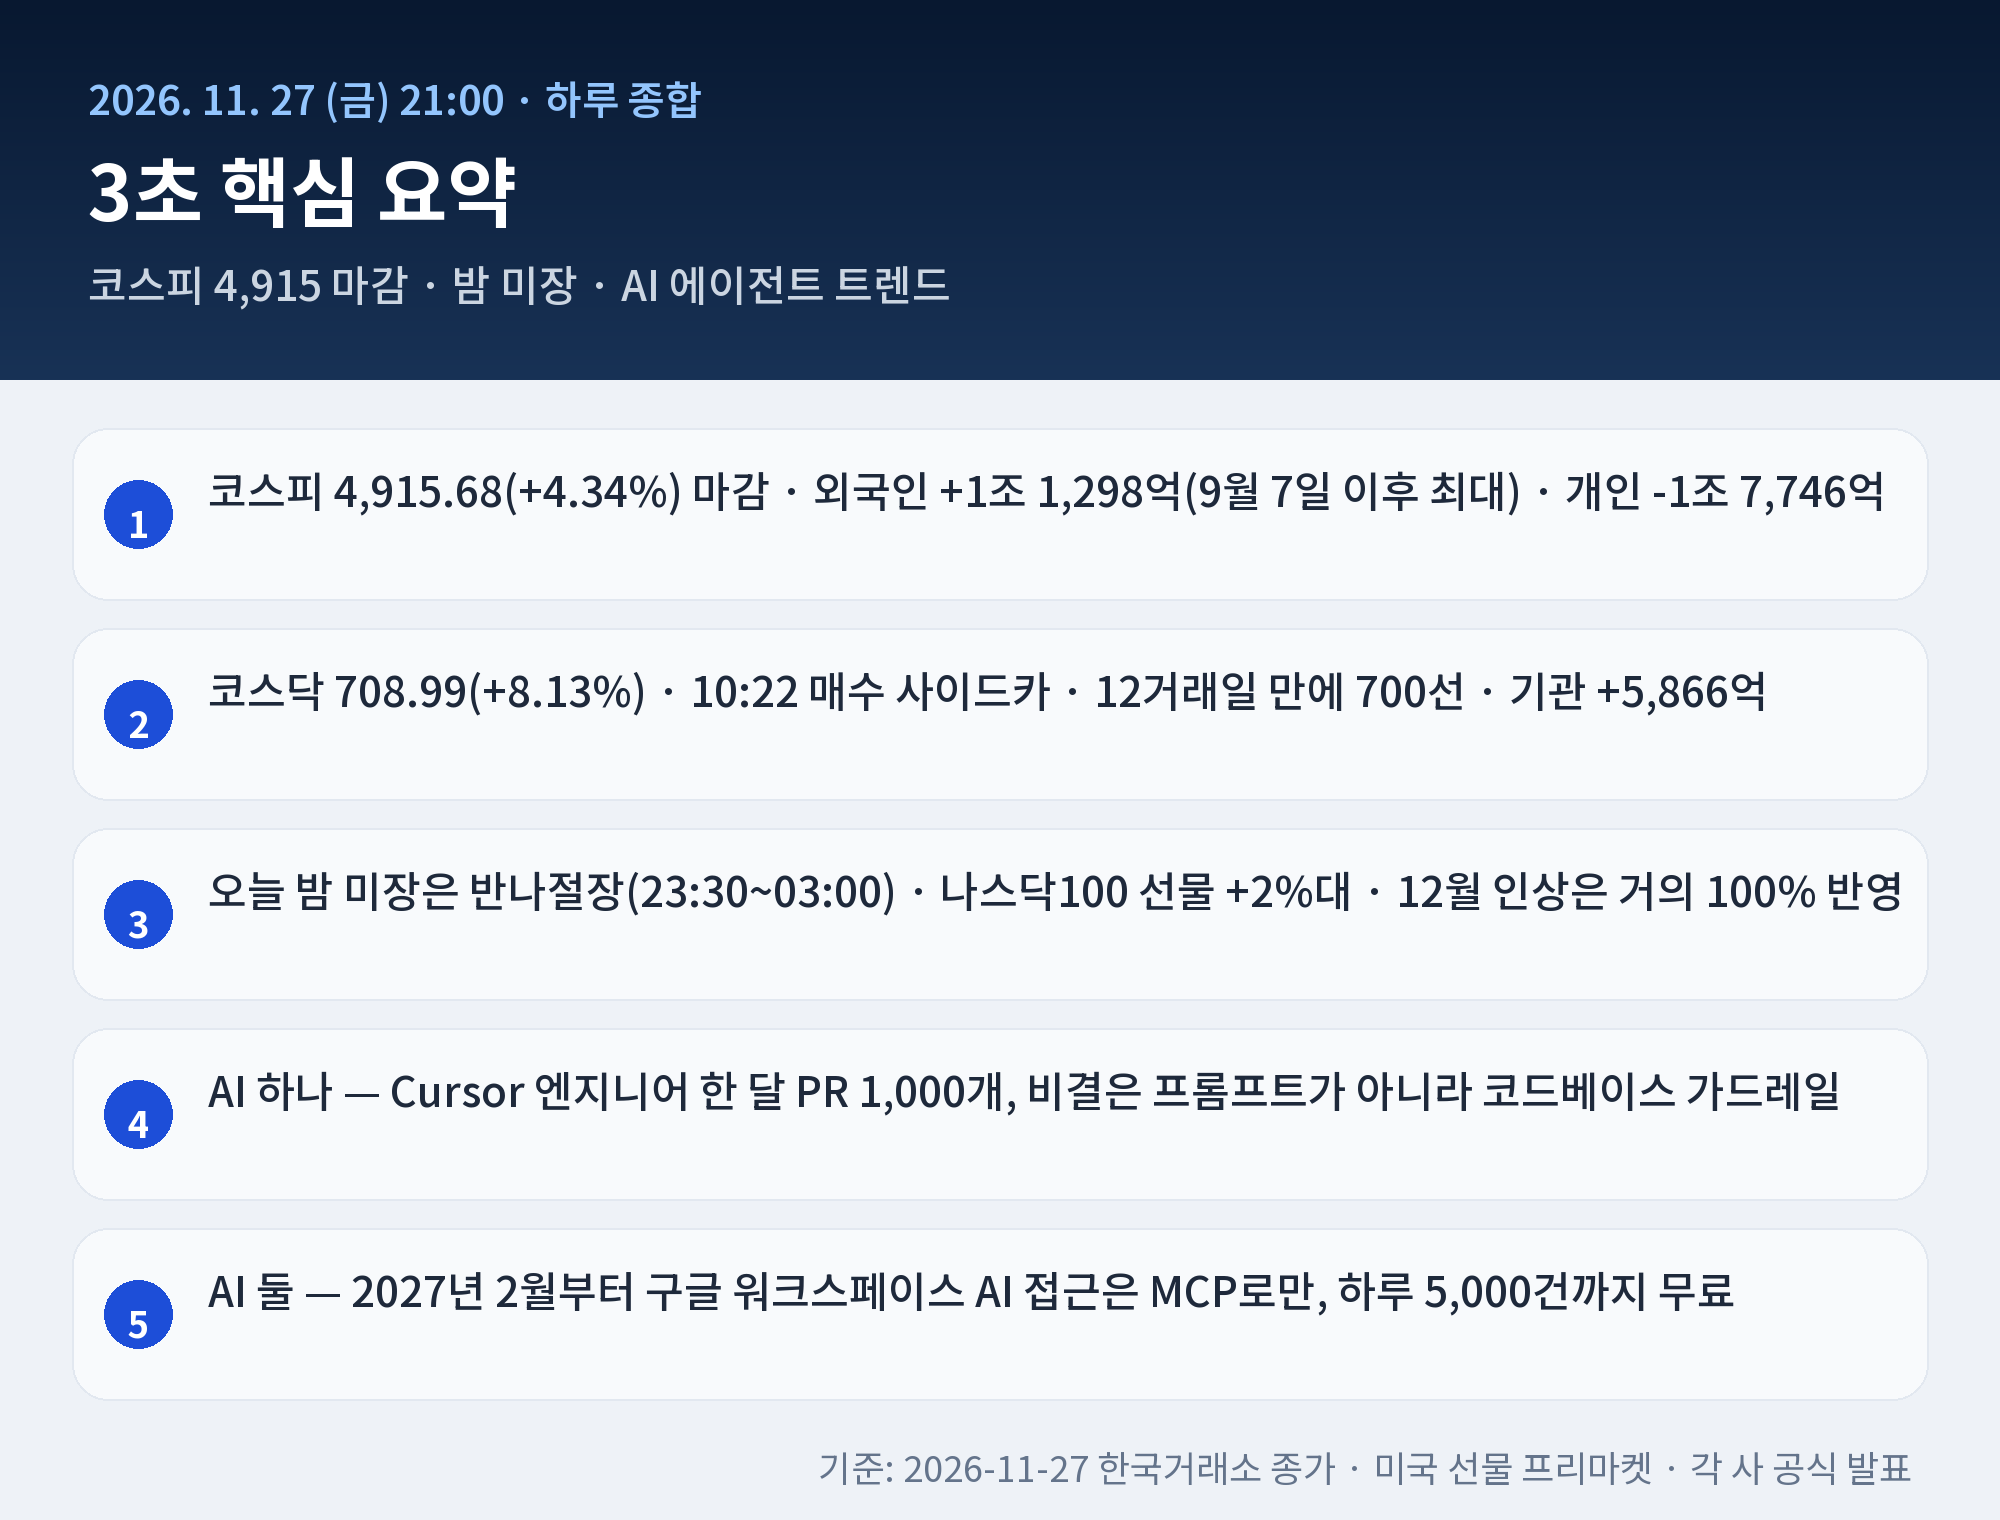 2026. 11. 27 (금) 21:00 · 하루 종합
3초 핵심 요약
코스피 4,915 마감 · 밤 미장 · AI 에이전트 트렌드
1
코스피 4,915.68(+4.34%) 마감 · 외국인 +1조 1,298억(9월 7일 이후 최대) · 개인 -1조 7,746억
2
코스닥 708.99(+8.13%) · 10:22 매수 사이드카 · 12거래일 만에 700선 · 기관 +5,866억
3
오늘 밤 미장은 반나절장(23:30~03:00) · 나스닥100 선물 +2%대 · 12월 인상은 거의 100% 반영
4
AI 하나 — Cursor 엔지니어 한 달 PR 1,000개, 비결은 프롬프트가 아니라 코드베이스 가드레일
5
AI 둘 — 2027년 2월부터 구글 워크스페이스 AI 접근은 MCP로만, 하루 5,000건까지 무료
기준: 2026-11-27 한국거래소 종가 · 미국 선물 프리마켓 · 각 사 공식 발표